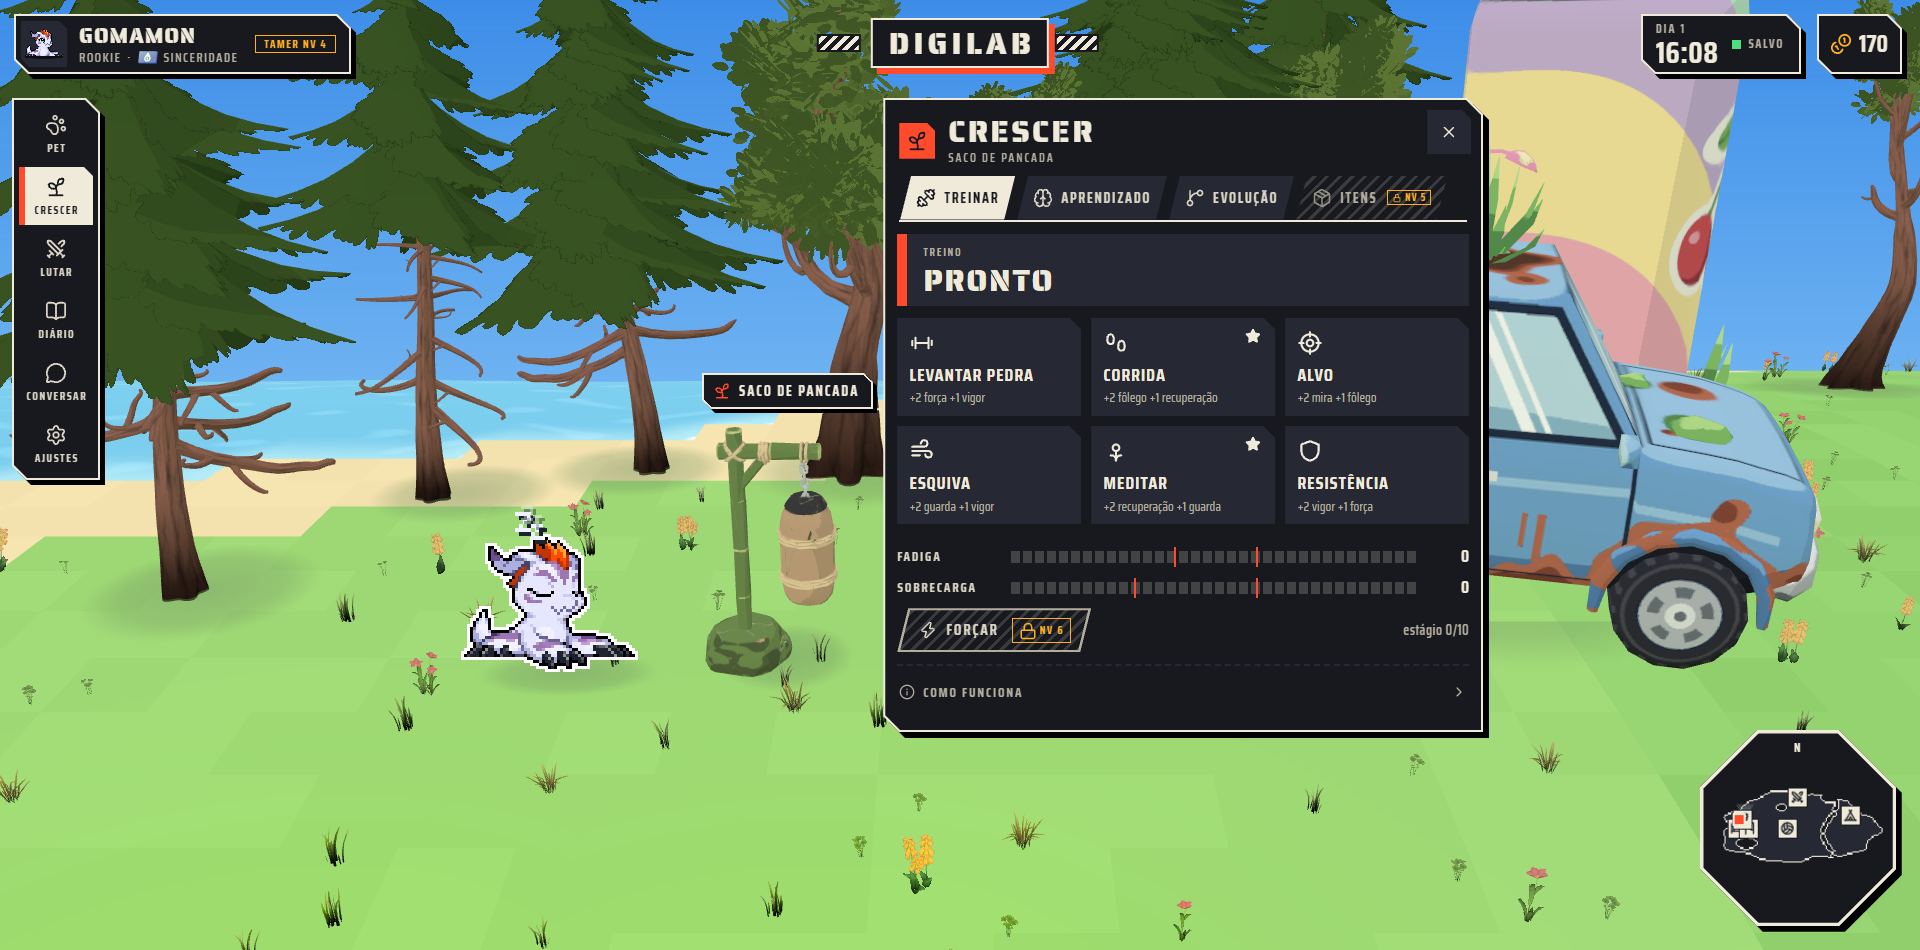 GOMAMON
ROOKIE · SINCERIDADE
TAMER NV 4
DIGILAB
DIA 1
16:08
SALVO
170
PET
CRESCER
LUTAR
DIÁRIO
CONVERSAR
AJUSTES
CRESCER
SACO DE PANCADA
TREINAR
APRENDIZADO
EVOLUÇÃO
ITENS
NV 5
TREINO
PRONTO
LEVANTAR PEDRA
+2 força +1 vigor
CORRIDA
+2 fôlego +1 recuperação
ALVO
+2 mira +1 fôlego
SACO DE PANCADA
ESQUIVA
+2 guarda +1 vigor
MEDITAR
+2 recuperação +1 guarda
RESISTÊNCIA
+2 vigor +1 força
FADIGA
0
SOBRECARGA
0
FORÇAR
NV 6
estágio 0/10
COMO FUNCIONA
N